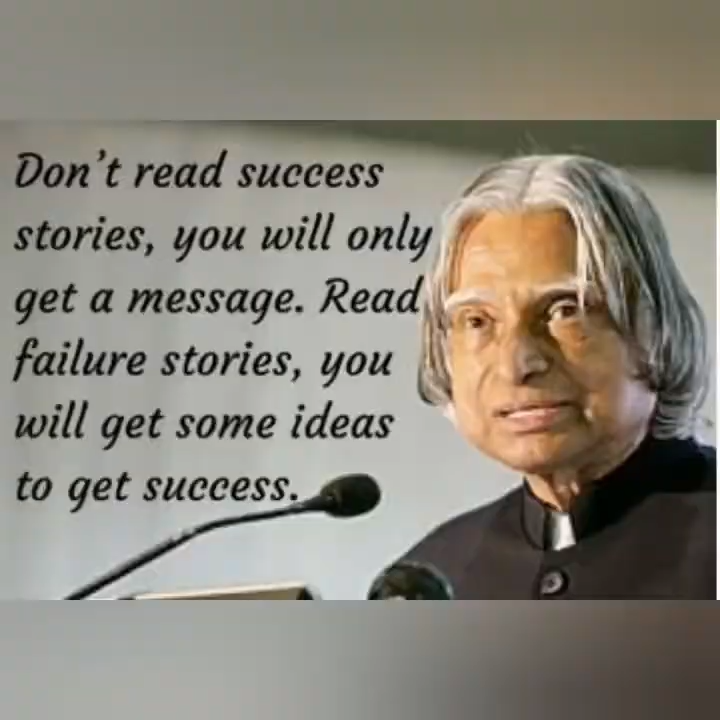 Don't read success
stories, you will only
get a message. Read
failure stories, you
will get some ideas
to get success.